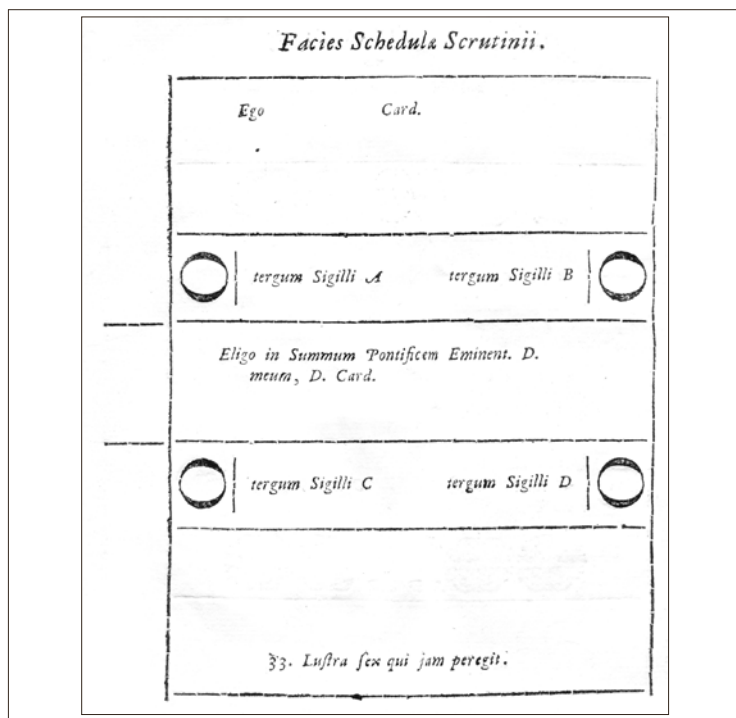 Facies Schedulæ Scrutinii.
Ego Card.
tergum Sigilli A tergum Sigilli B
Eligo in Summum Pontificem Eminent. D.
meum, D. Card.
tergum Sigilli C tergum Sigilli D
33. Luſtra ſex qui jam peregit.